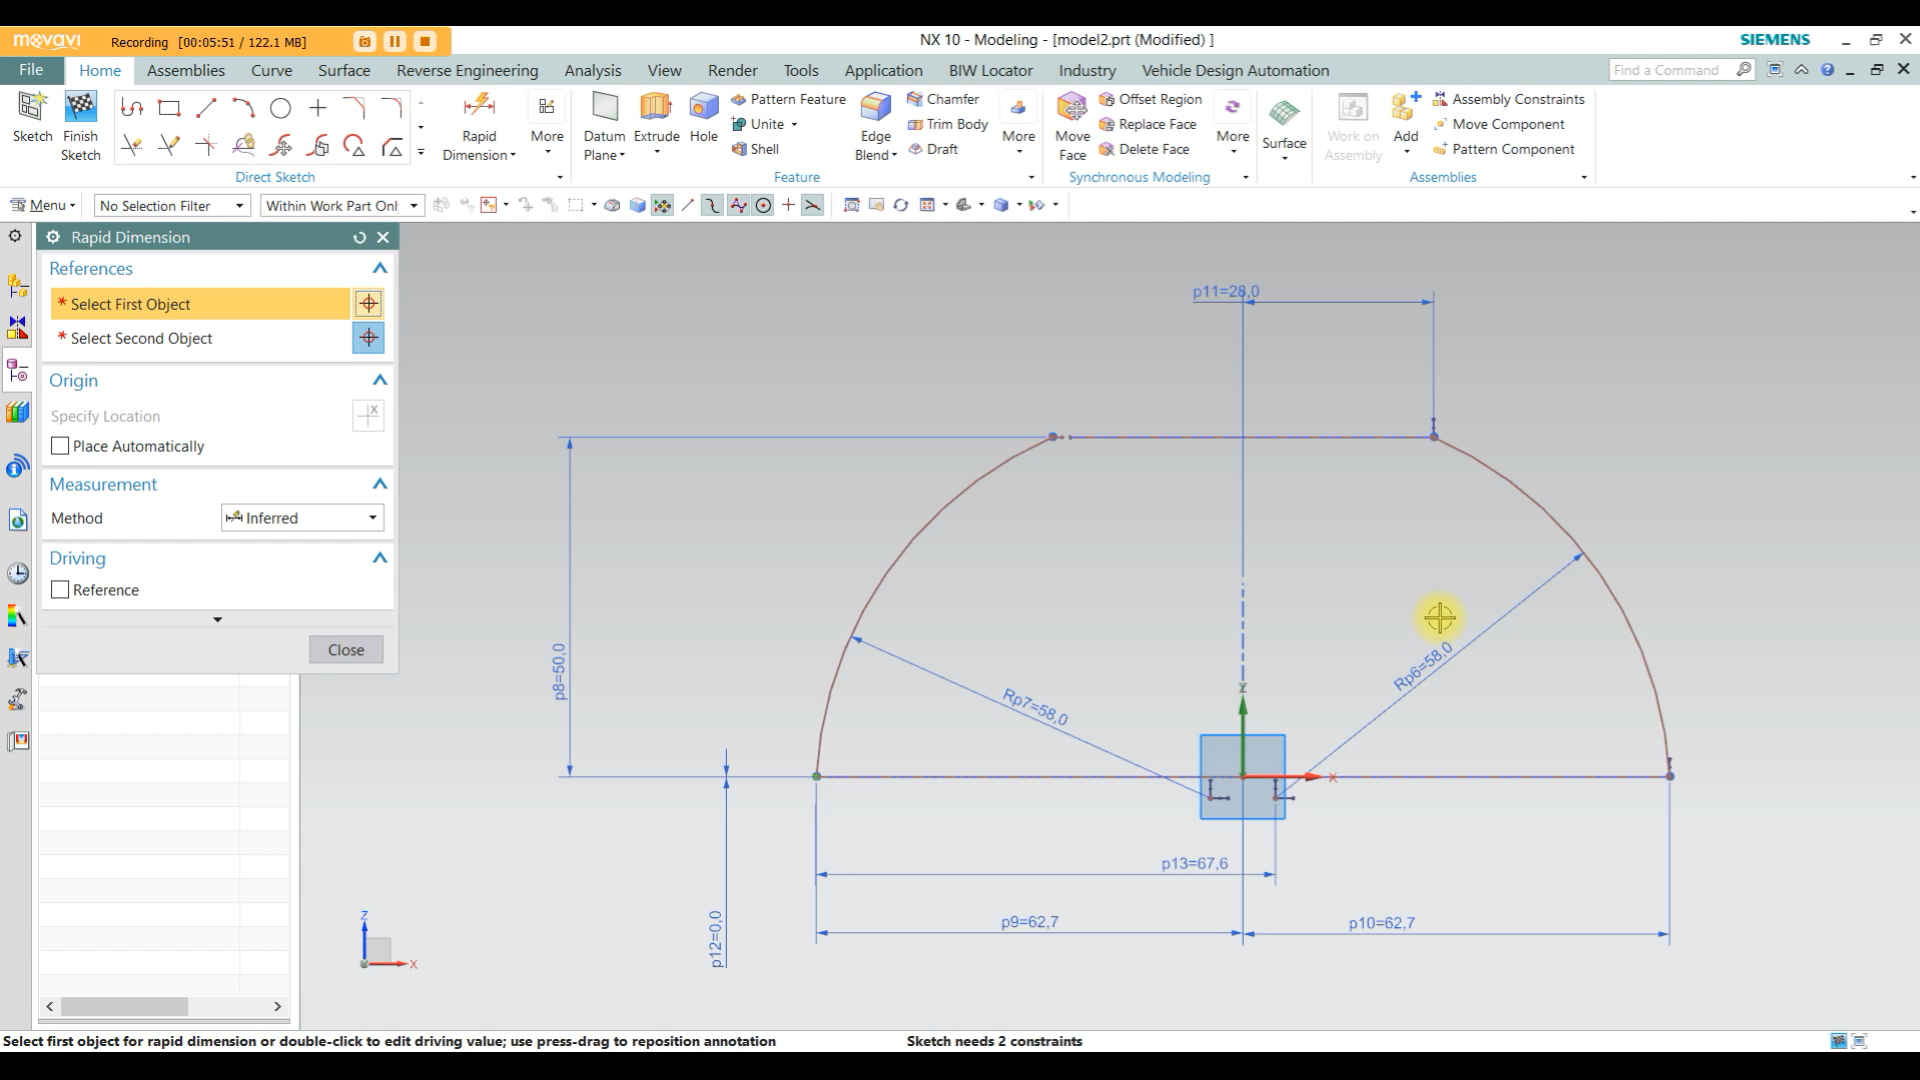 movavi
Recording [00:05:51 / 122.1 MB]
NX 10 - Modeling - [model2.prt (Modified) ]
SIEMENS
File Home Assemblies Curve Surface Reverse Engineering Analysis View Render Tools Application BIW Locator Industry Vehicle Design Automation
Find a Command
Sketch
Finish
Sketch
Direct Sketch
Rapid
Dimension
More
Datum
Plane
Extrude
Hole
Pattern Feature
Unite
Shell
Edge
Blend
Chamfer
Trim Body
Draft
More
Feature
Move
Face
Offset Region
Replace Face
Delete Face
More
Synchronous Modeling
Surface
Work on
Assembly
Add
Assembly Constraints
Move Component
Pattern Component
Assemblies
Menu
No Selection Filter
Within Work Part Onl
Rapid Dimension
References
* Select First Object
* Select Second Object
Origin
Specify Location
Place Automatically
Measurement
Method
Inferred
Driving
Reference
Close
p11=28,0
p8=50,0
Rp7=58,0
Rp6=58,0
Z
X
p13=67,6
p9=62,7
p10=62,7
p12=0,0
Z
Y
X
Select first object for rapid dimension or double-click to edit driving value; use press-drag to reposition annotation
Sketch needs 2 constraints